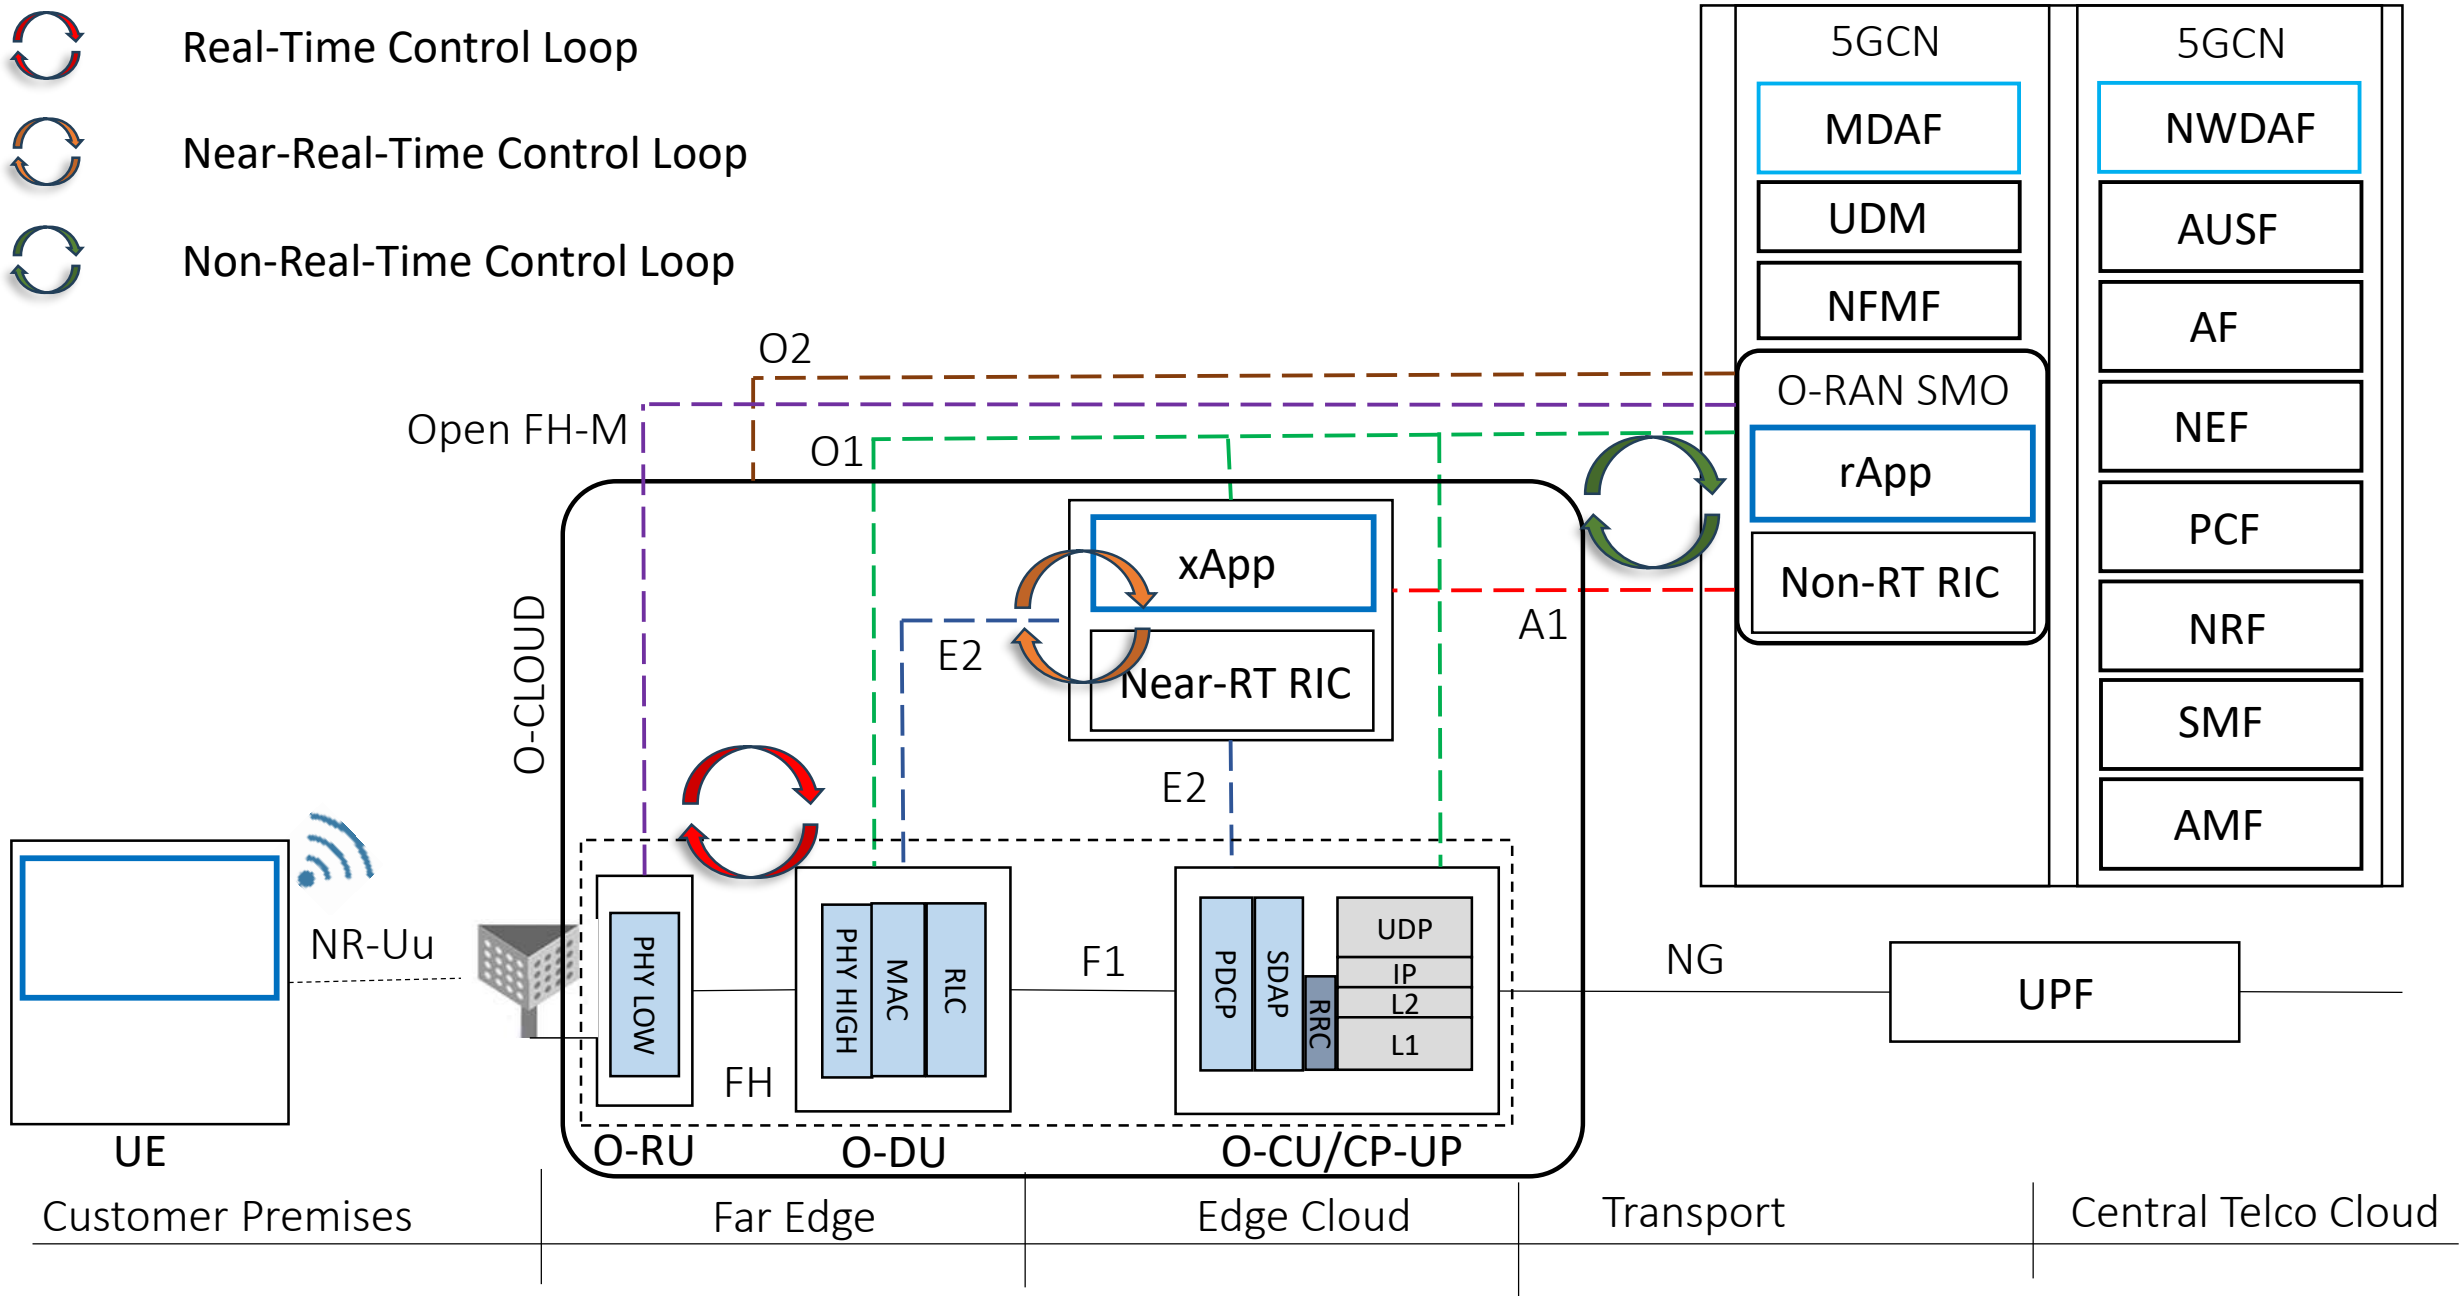 Real-Time Control Loop
Near-Real-Time Control Loop
Non-Real-Time Control Loop
5GCN
MDAF
UDM
NFMF
O-RAN SMO
rApp
Non-RT RIC
5GCN
NWDAF
AUSF
AF
NEF
PCF
NRF
SMF
AMF
O2
Open FH-M
O1
A1
O-CLOUD
xApp
Near-RT RIC
E2
E2
NR-Uu
UE
PHY LOW
FH
O-RU
PHY HIGH
MAC
RLC
O-DU
F1
PDCP
SDAP
RRC
UDP
IP
L2
L1
O-CU/CP-UP
NG
UPF
Customer Premises
Far Edge
Edge Cloud
Transport
Central Telco Cloud